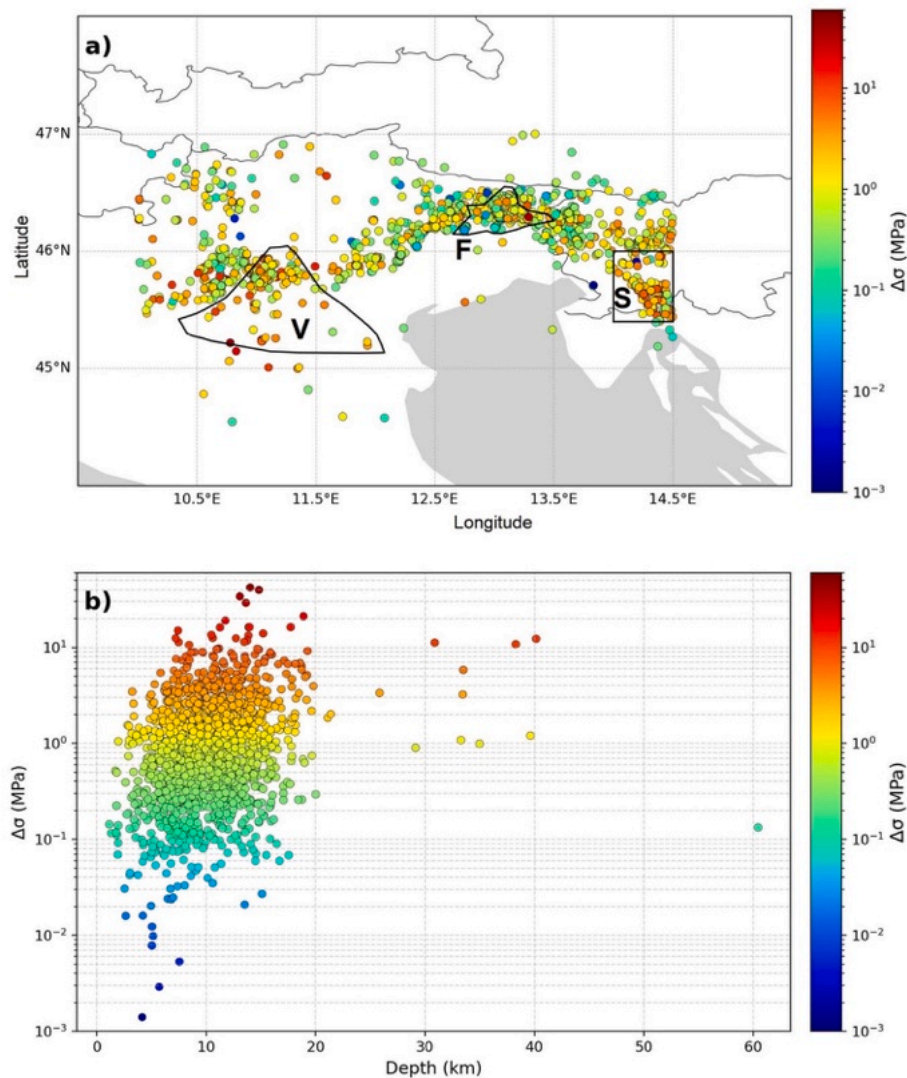 a)
47°N
46°N
45°N
Latitude
V
F
S
10.5°E 11.5°E 12.5°E 13.5°E 14.5°E
Longitude
10¹
10⁰
10⁻¹
10⁻²
10⁻³
Δσ (MPa)
b)
10¹
10⁰
10⁻¹
10⁻²
10⁻³
Δσ (MPa)
0 10 20 30 40 50 60
Depth (km)
10¹
10⁰
10⁻¹
10⁻²
10⁻³
Δσ (MPa)